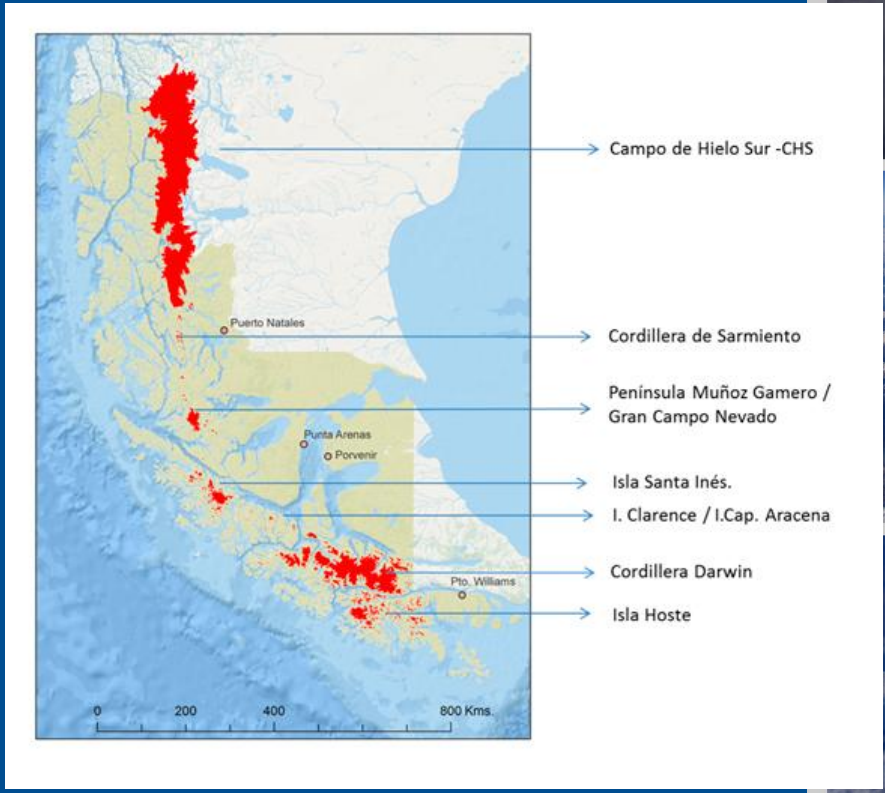 Campo de Hielo Sur -CHS
Puerto Natales
Cordillera de Sarmiento
Península Muñoz Gamero /
Gran Campo Nevado
Punta Arenas
Porvenir
Isla Santa Inés.
I. Clarence / I.Cap. Aracena
Cordillera Darwin
Pto. Williams
Isla Hoste
0 200 400 800 Kms.